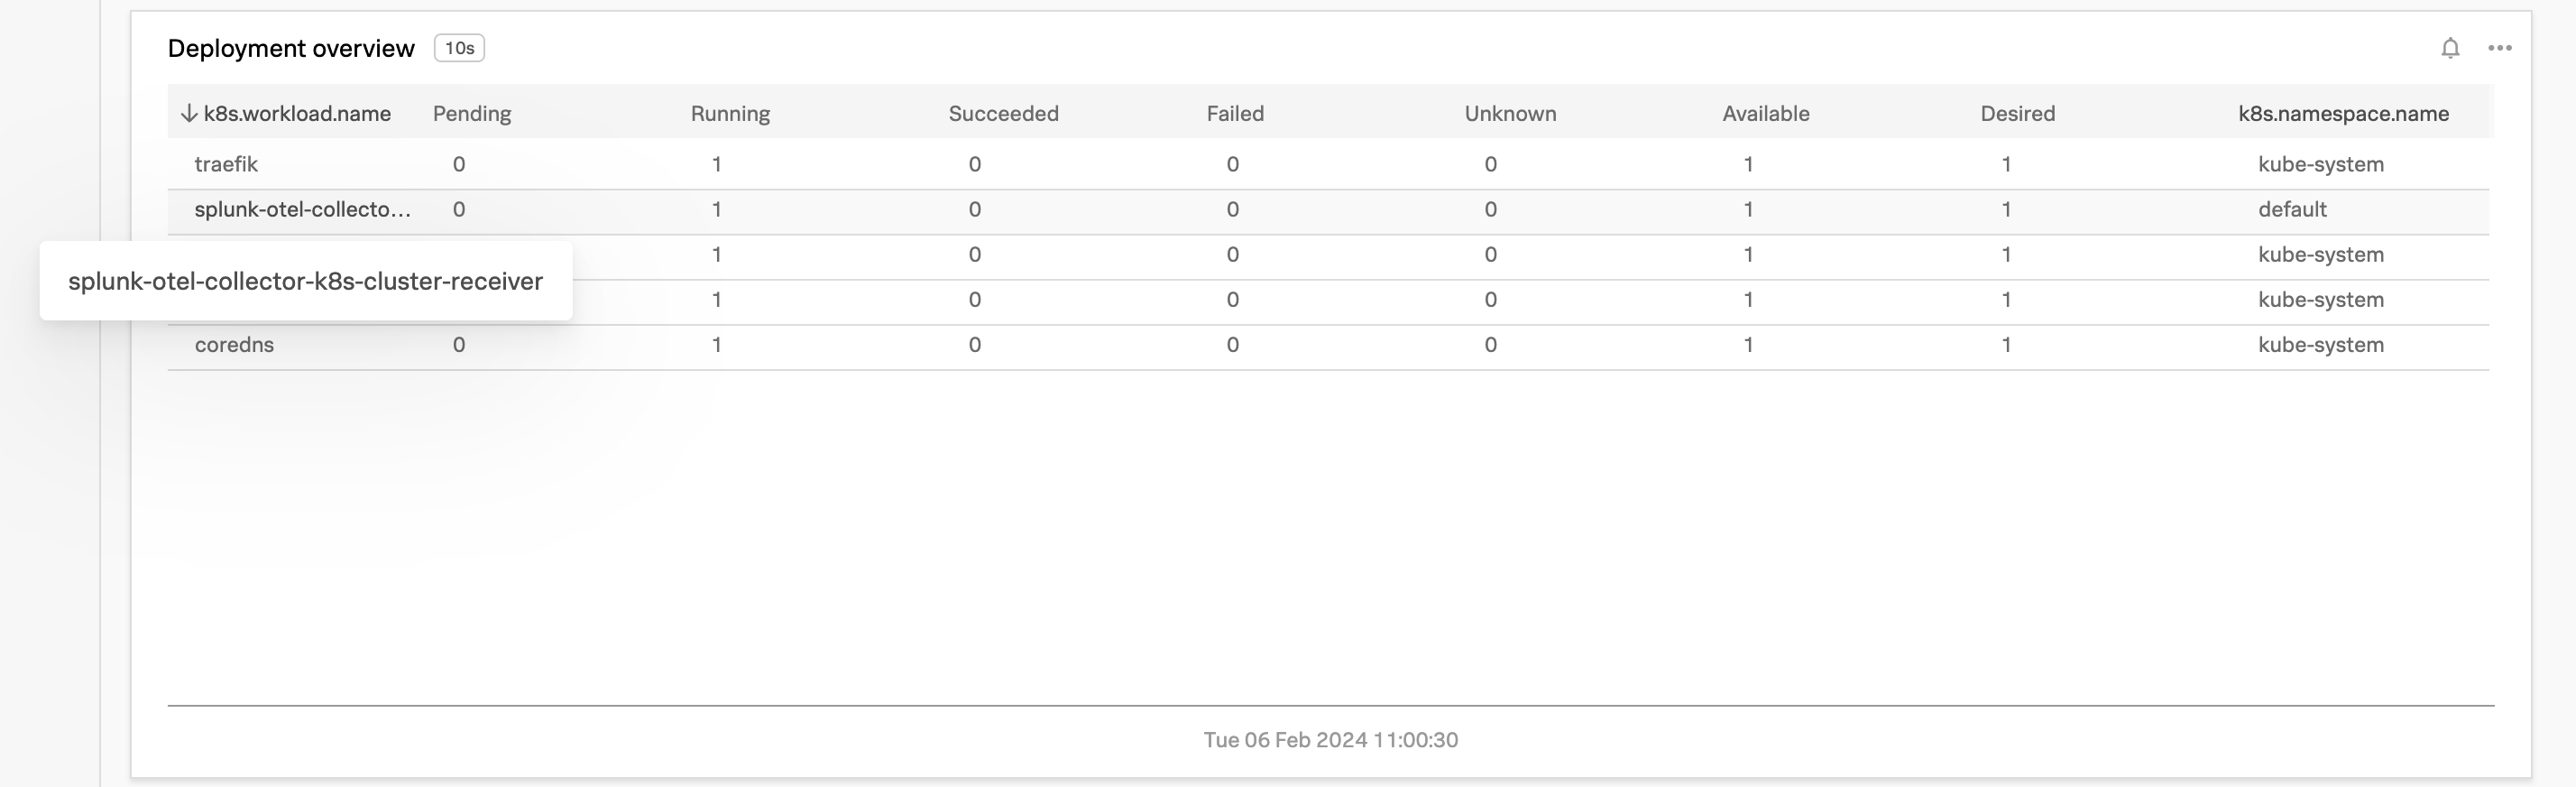 Deployment overview 10s
k8s.workload.name Pending Running Succeeded Failed Unknown Available Desired k8s.namespace.name
traefik 0 1 0 0 0 1 1 kube-system
splunk-otel-collecto... 0 1 0 0 0 1 1 default
1 0 0 0 1 1 kube-system
splunk-otel-collector-k8s-cluster-receiver
1 0 0 0 1 1 kube-system
coredns 0 1 0 0 0 1 1 kube-system
Tue 06 Feb 2024 11:00:30